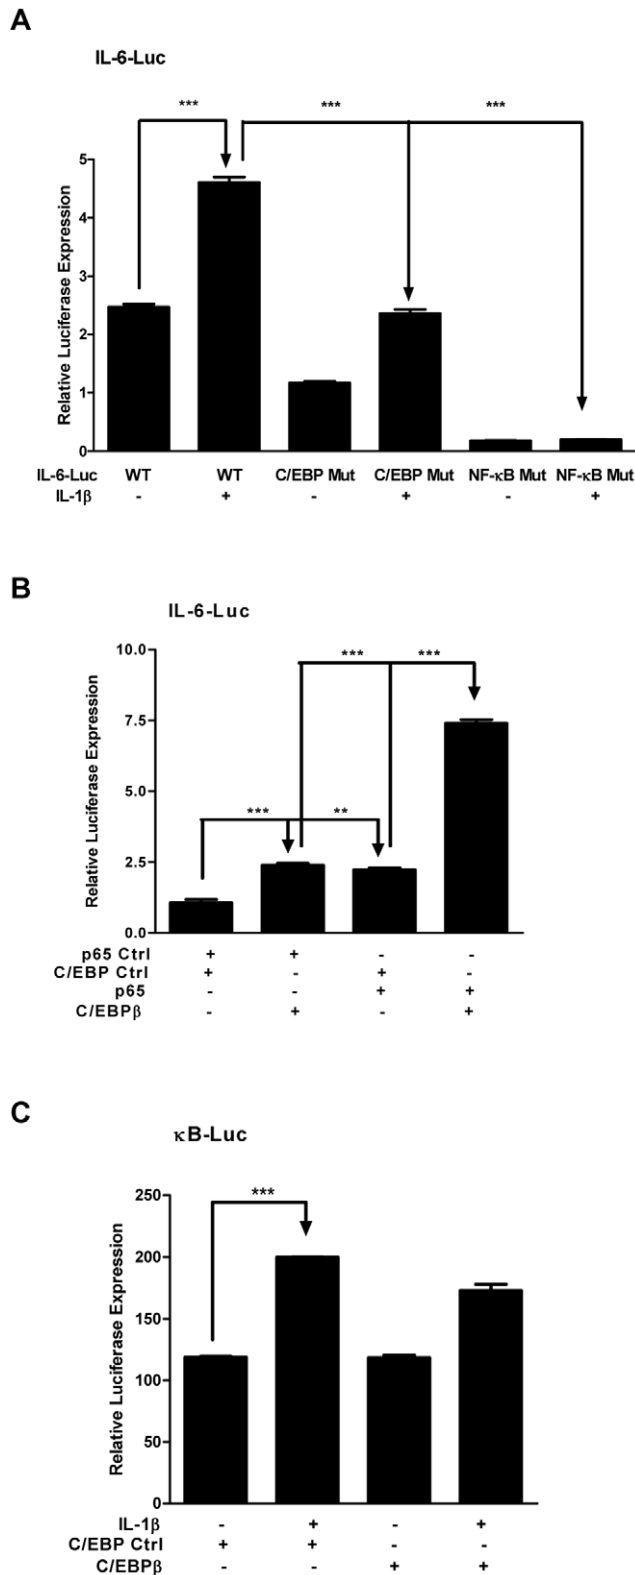 A
IL-6-Luc
*** *** ***
Relative Luciferase Expression
5
4
3
2
1
0
IL-6-Luc WT WT C/EBP Mut C/EBP Mut NF-κB Mut NF-κB Mut
IL-1β - + - + - +
B
IL-6-Luc
*** ***
Relative Luciferase Expression
10.0
7.5
5.0
*** **
2.5
0.0
p65 Ctrl + + - -
C/EBP Ctrl + - + -
p65 - - + +
C/EBPβ - + - +
C
κB-Luc
***
Relative Luciferase Expression
250
200
150
100
50
0
IL-1β - + - +
C/EBP Ctrl + + - -
C/EBPβ - - + +